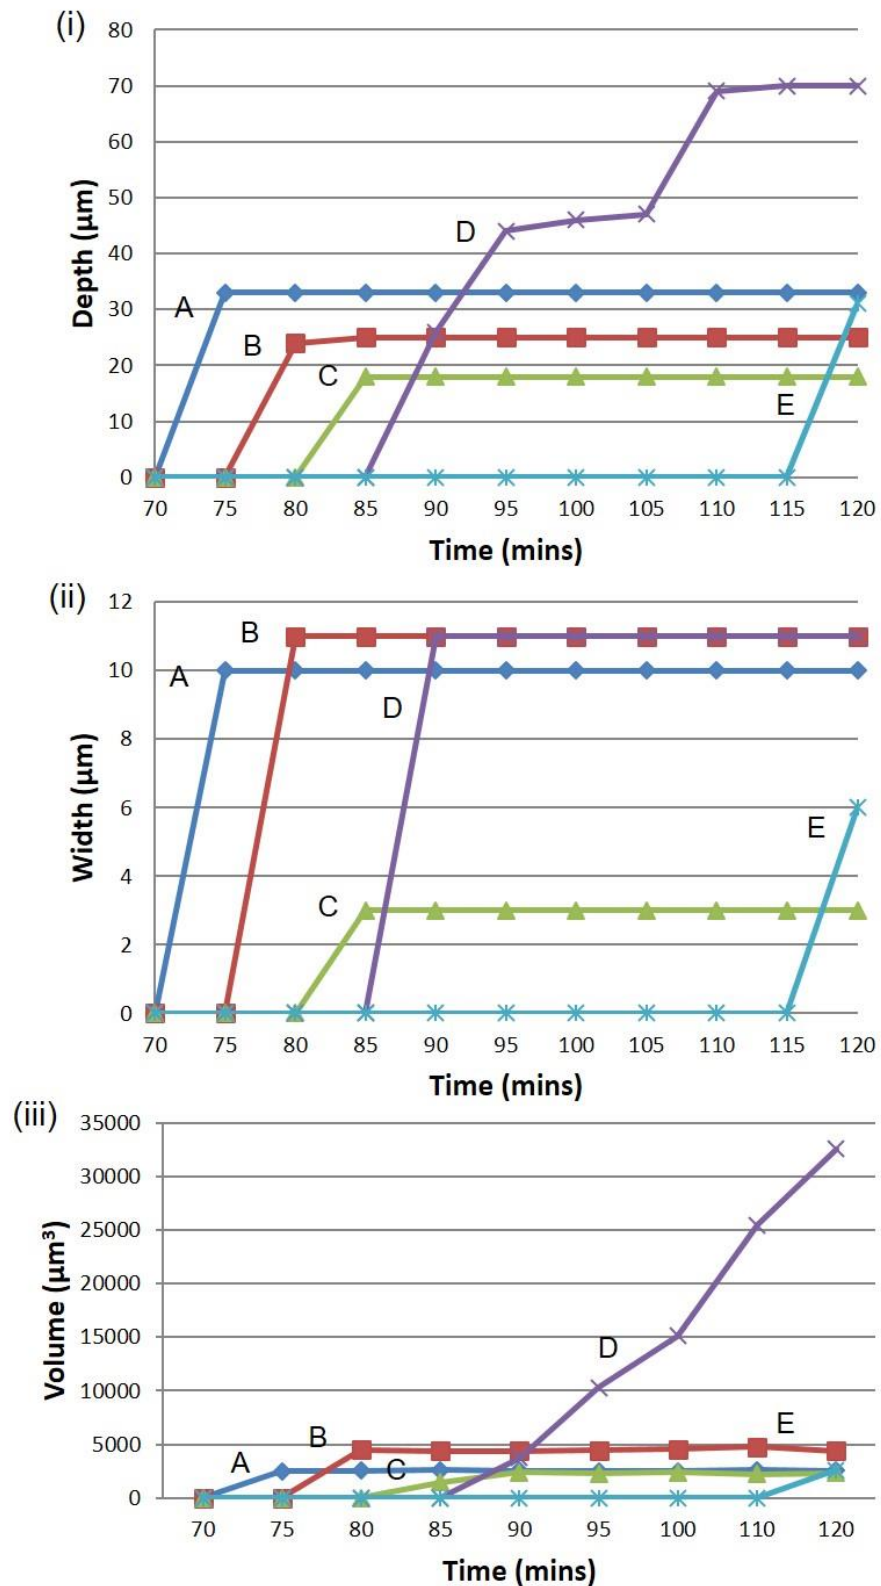 (i)
80
70
60
50
40
30
20
10
0
Depth (µm)
A
B
C
D
E
70 75 80 85 90 95 100 105 110 115 120
Time (mins)
(ii)
12
10
8
6
4
2
0
Width (µm)
A
B
C
D
E
70 75 80 85 90 95 100 105 110 115 120
Time (mins)
(iii)
35000
30000
25000
20000
15000
10000
5000
0
Volume (µm³)
A
B
C
D
E
70 75 80 85 90 95 100 110 120
Time (mins)